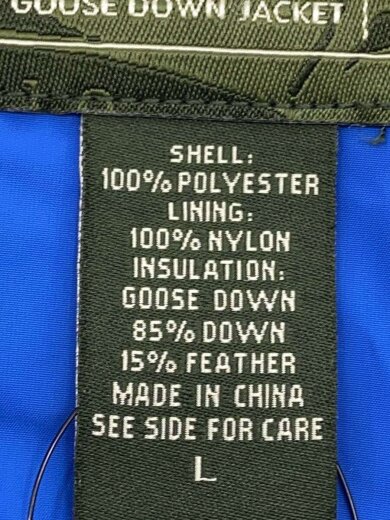 GOOSE DOWN JACKET
SHELL:
100% POLYESTER
LINING:
100% NYLON
INSULATION:
GOOSE DOWN
85% DOWN
15% FEATHER
MADE IN CHINA
SEE SIDE FOR CARE
L